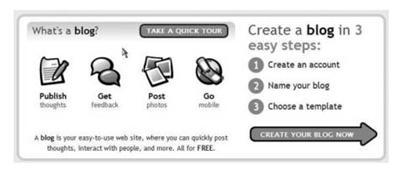 What's a blog?
TAKE A QUICK TOUR
Publish
thoughts
Get
feedback
Post
photos
Go
mobile
A blog is your easy-to-use web site, where you can quickly post
thoughts, interact with people, and more. All for FREE.
Create a blog in 3
easy steps:
1 Create an account
2 Name your blog
3 Choose a template
CREATE YOUR BLOG NOW